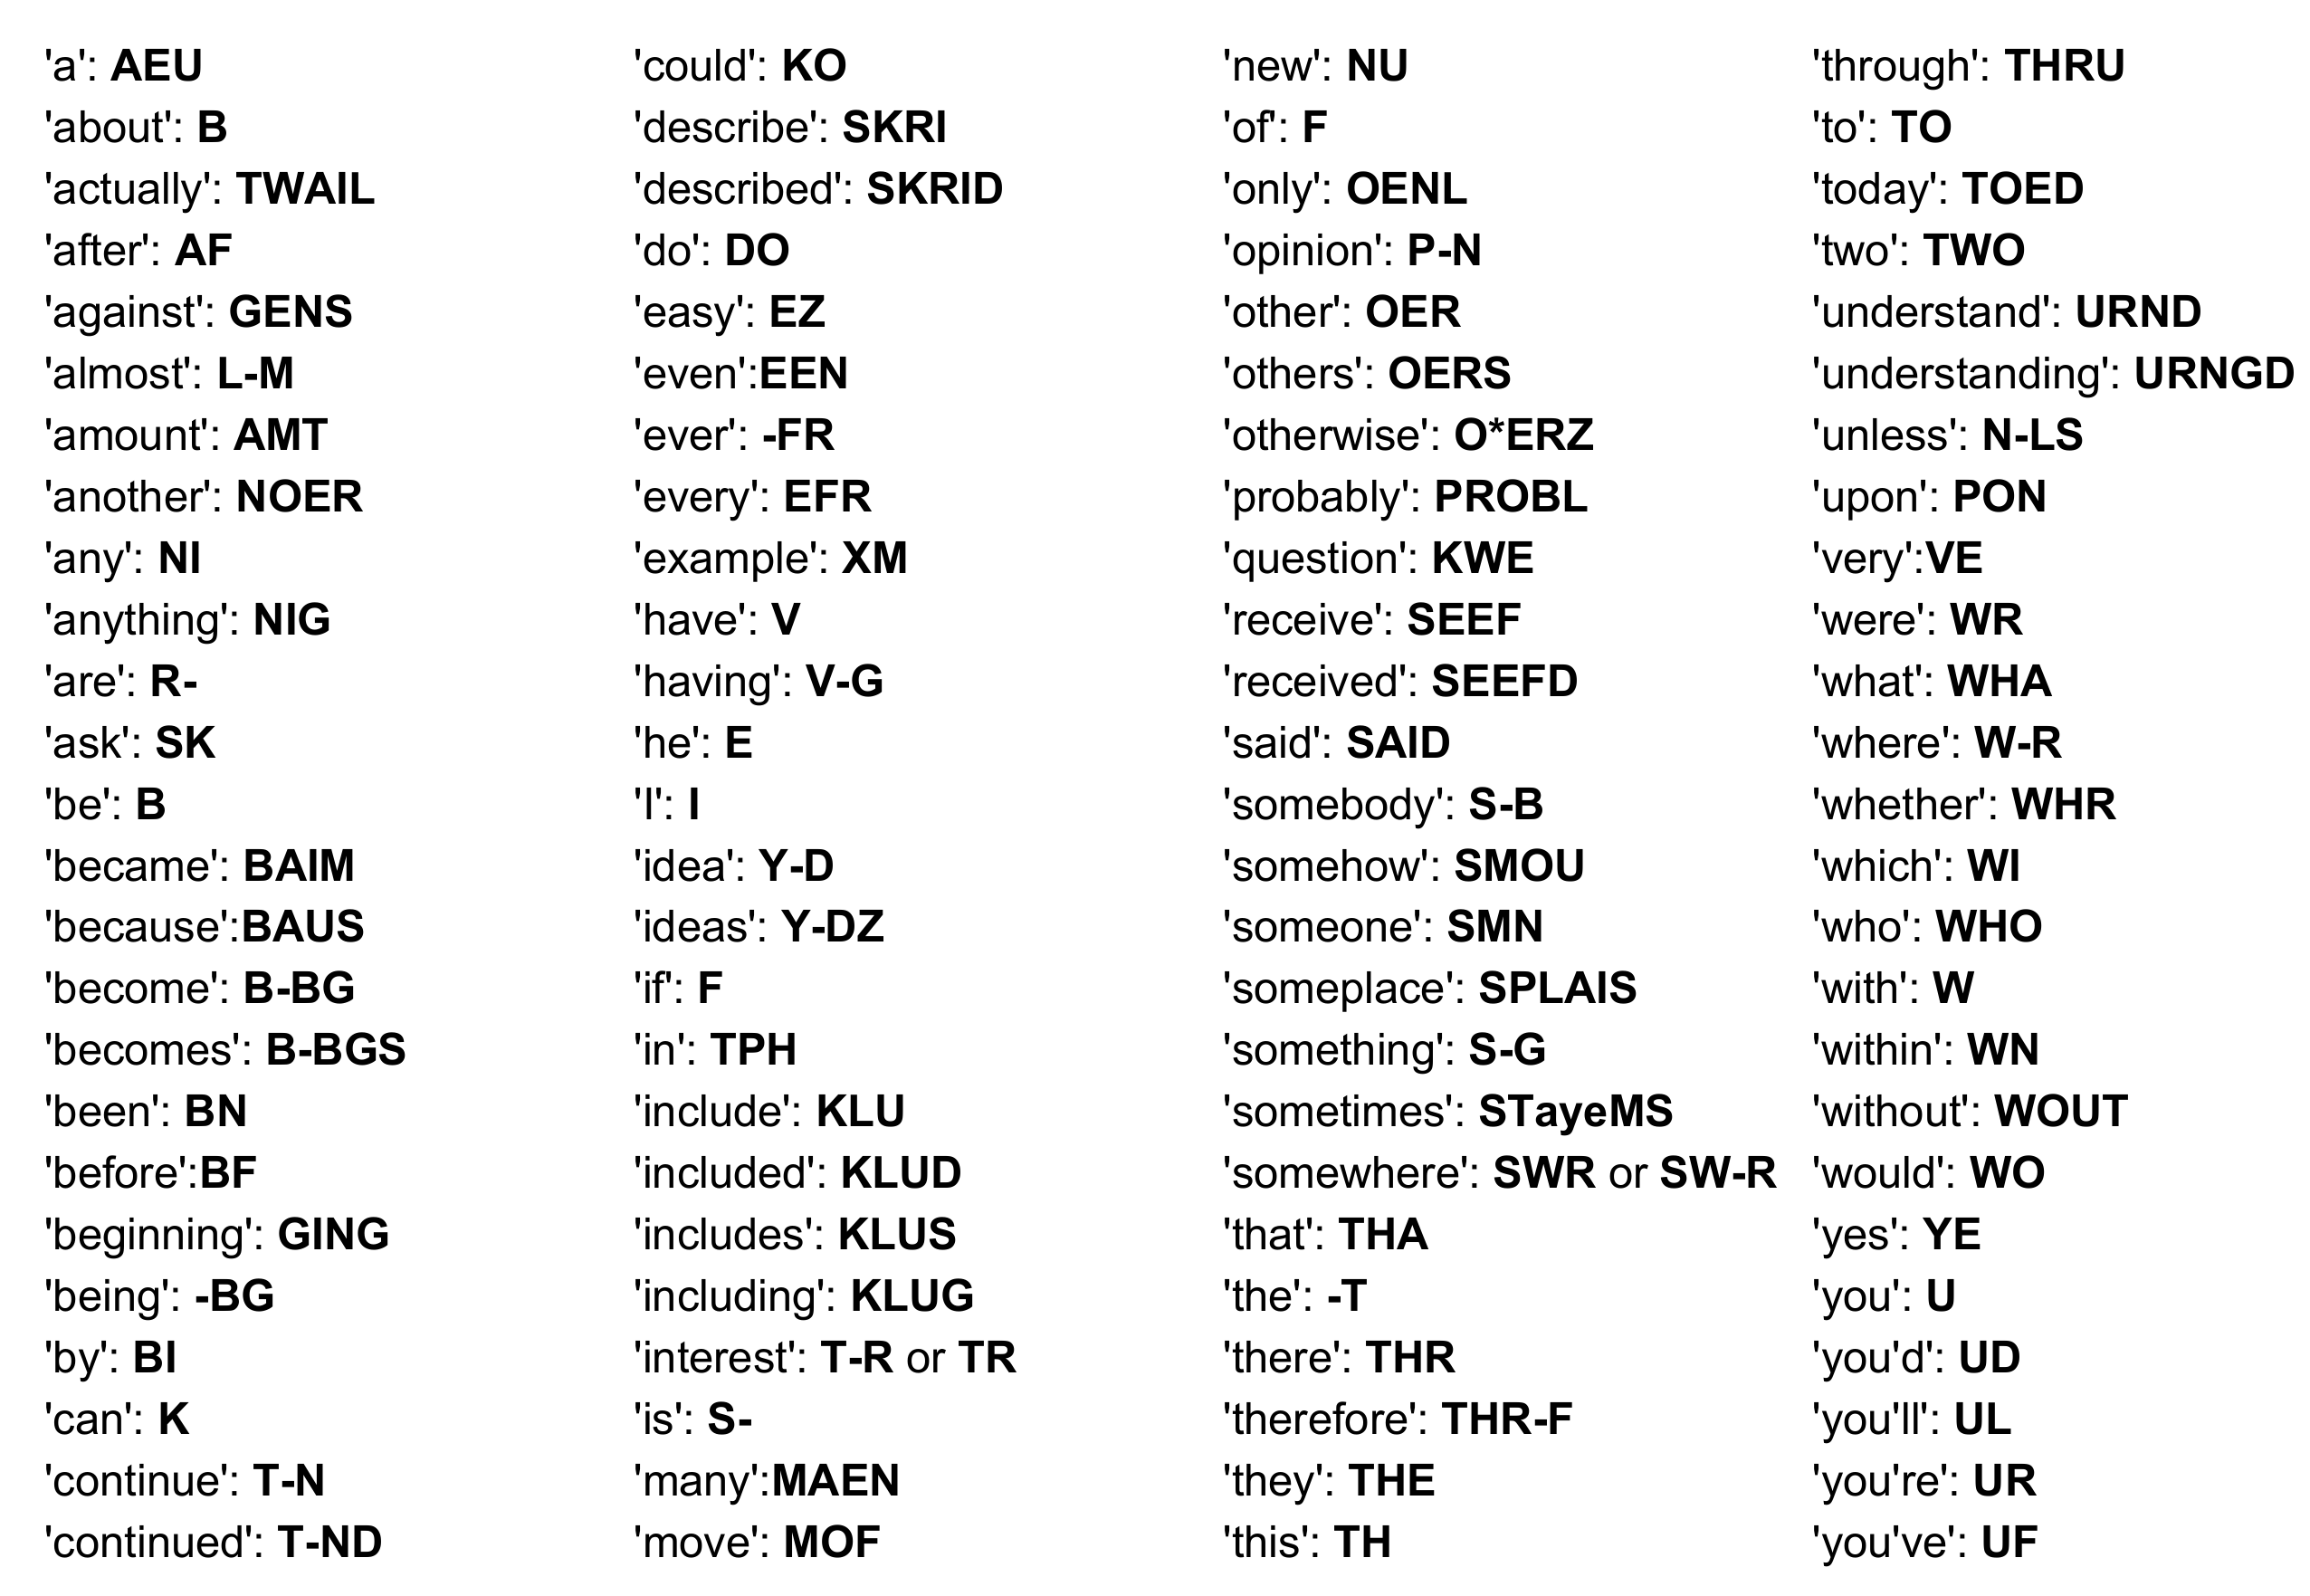 'a': AEU
'about': B
'actually': TWAIL
'after': AF
'against': GENS
'almost': L-M
'amount': AMT
'another': NOER
'any': NI
'anything': NIG
'are': R-
'ask': SK
'be': B
'became': BAIM
'because':BAUS
'become': B-BG
'becomes': B-BGS
'been': BN
'before':BF
'beginning': GING
'being': -BG
'by': BI
'can': K
'continue': T-N
'continued': T-ND
'could': KO
'describe': SKRI
'described': SKRID
'do': DO
'easy': EZ
'even':EEN
'ever': -FR
'every': EFR
'example': XM
'have': V
'having': V-G
'he': E
'I': I
'idea': Y-D
'ideas': Y-DZ
'if': F
'in': TPH
'include': KLU
'included': KLUD
'includes': KLUS
'including': KLUG
'interest': T-R or TR
'is': S-
'many':MAEN
'move': MOF
'new': NU
'of': F
'only': OENL
'opinion': P-N
'other': OER
'others': OERS
'otherwise': O*ERZ
'probably': PROBL
'question': KWE
'receive': SEEF
'received': SEEFD
'said': SAID
'somebody': S-B
'somehow': SMOU
'someone': SMN
'someplace': SPLAIS
'something': S-G
'sometimes': STayeMS
'somewhere': SWR or SW-R
'that': THA
'the': -T
'there': THR
'therefore': THR-F
'they': THE
'this': TH
'through': THRU
'to': TO
'today': TOED
'two': TWO
'understand': URND
'understanding': URNGD
'unless': N-LS
'upon': PON
'very':VE
'were': WR
'what': WHA
'where': W-R
'whether': WHR
'which': WI
'who': WHO
'with': W
'within': WN
'without': WOUT
'would': WO
'yes': YE
'you': U
'you'd': UD
'you'll': UL
'you're': UR
'you've': UF